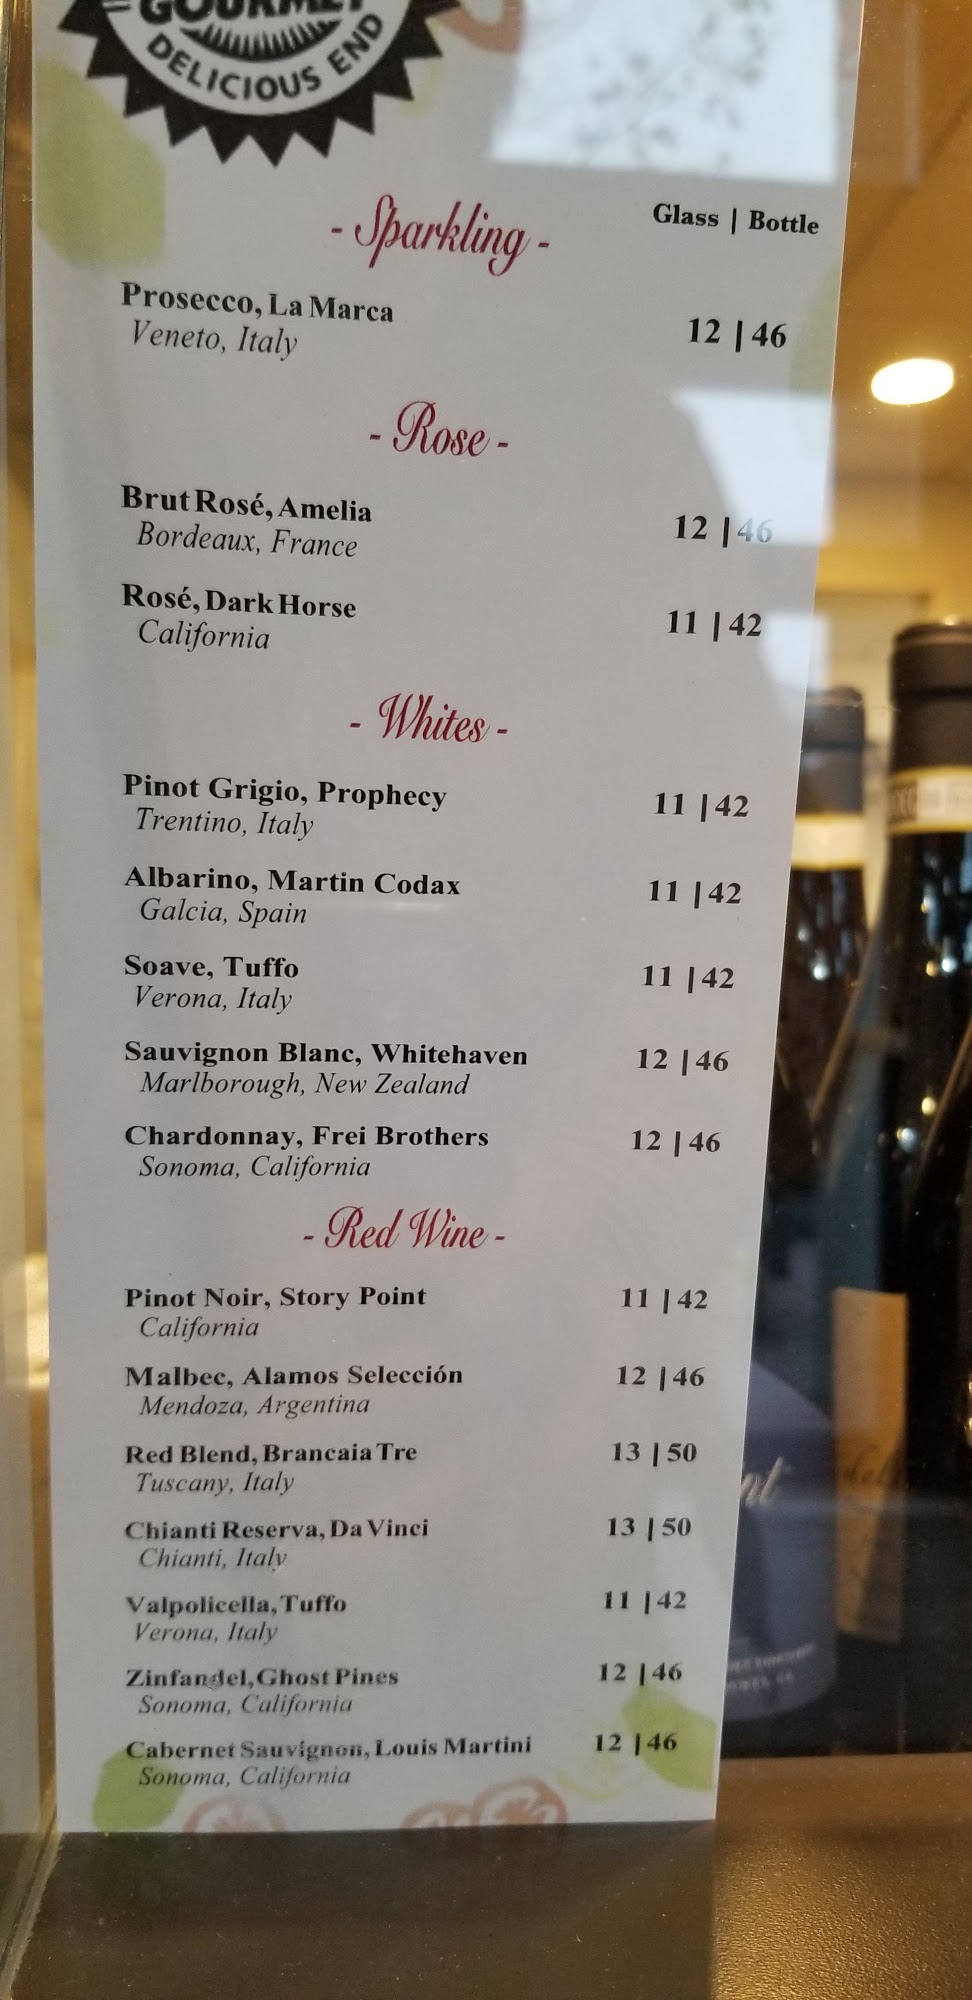 GOURMET
DELICIOUS END
- Sparkling -
Glass | Bottle
Prosecco, La Marca
12 | 46
Veneto, Italy
- Rose -
Brut Rosé, Amelia
12 | 46
Bordeaux, France
Rosé, Dark Horse
11 | 42
California
- Whites -
Pinot Grigio, Prophecy
11 | 42
Trentino, Italy
Albarino, Martin Codax
11 | 42
Galcia, Spain
Soave, Tuffo
11 | 42
Verona, Italy
Sauvignon Blanc, Whitehaven
12 | 46
Marlborough, New Zealand
Chardonnay, Frei Brothers
12 | 46
Sonoma, California
- Red Wine -
Pinot Noir, Story Point
11 | 42
California
Malbec, Alamos Selección
12 | 46
Mendoza, Argentina
Red Blend, Brancaia Tre
13 | 50
Tuscany, Italy
Chianti Reserva, Da Vinci
13 | 50
Chianti, Italy
Valpolicella, Tuffo
11 | 42
Verona, Italy
Zinfandel, Ghost Pines
12 | 46
Sonoma, California
Cabernet Sauvignon, Louis Martini
12 | 46
Sonoma, California